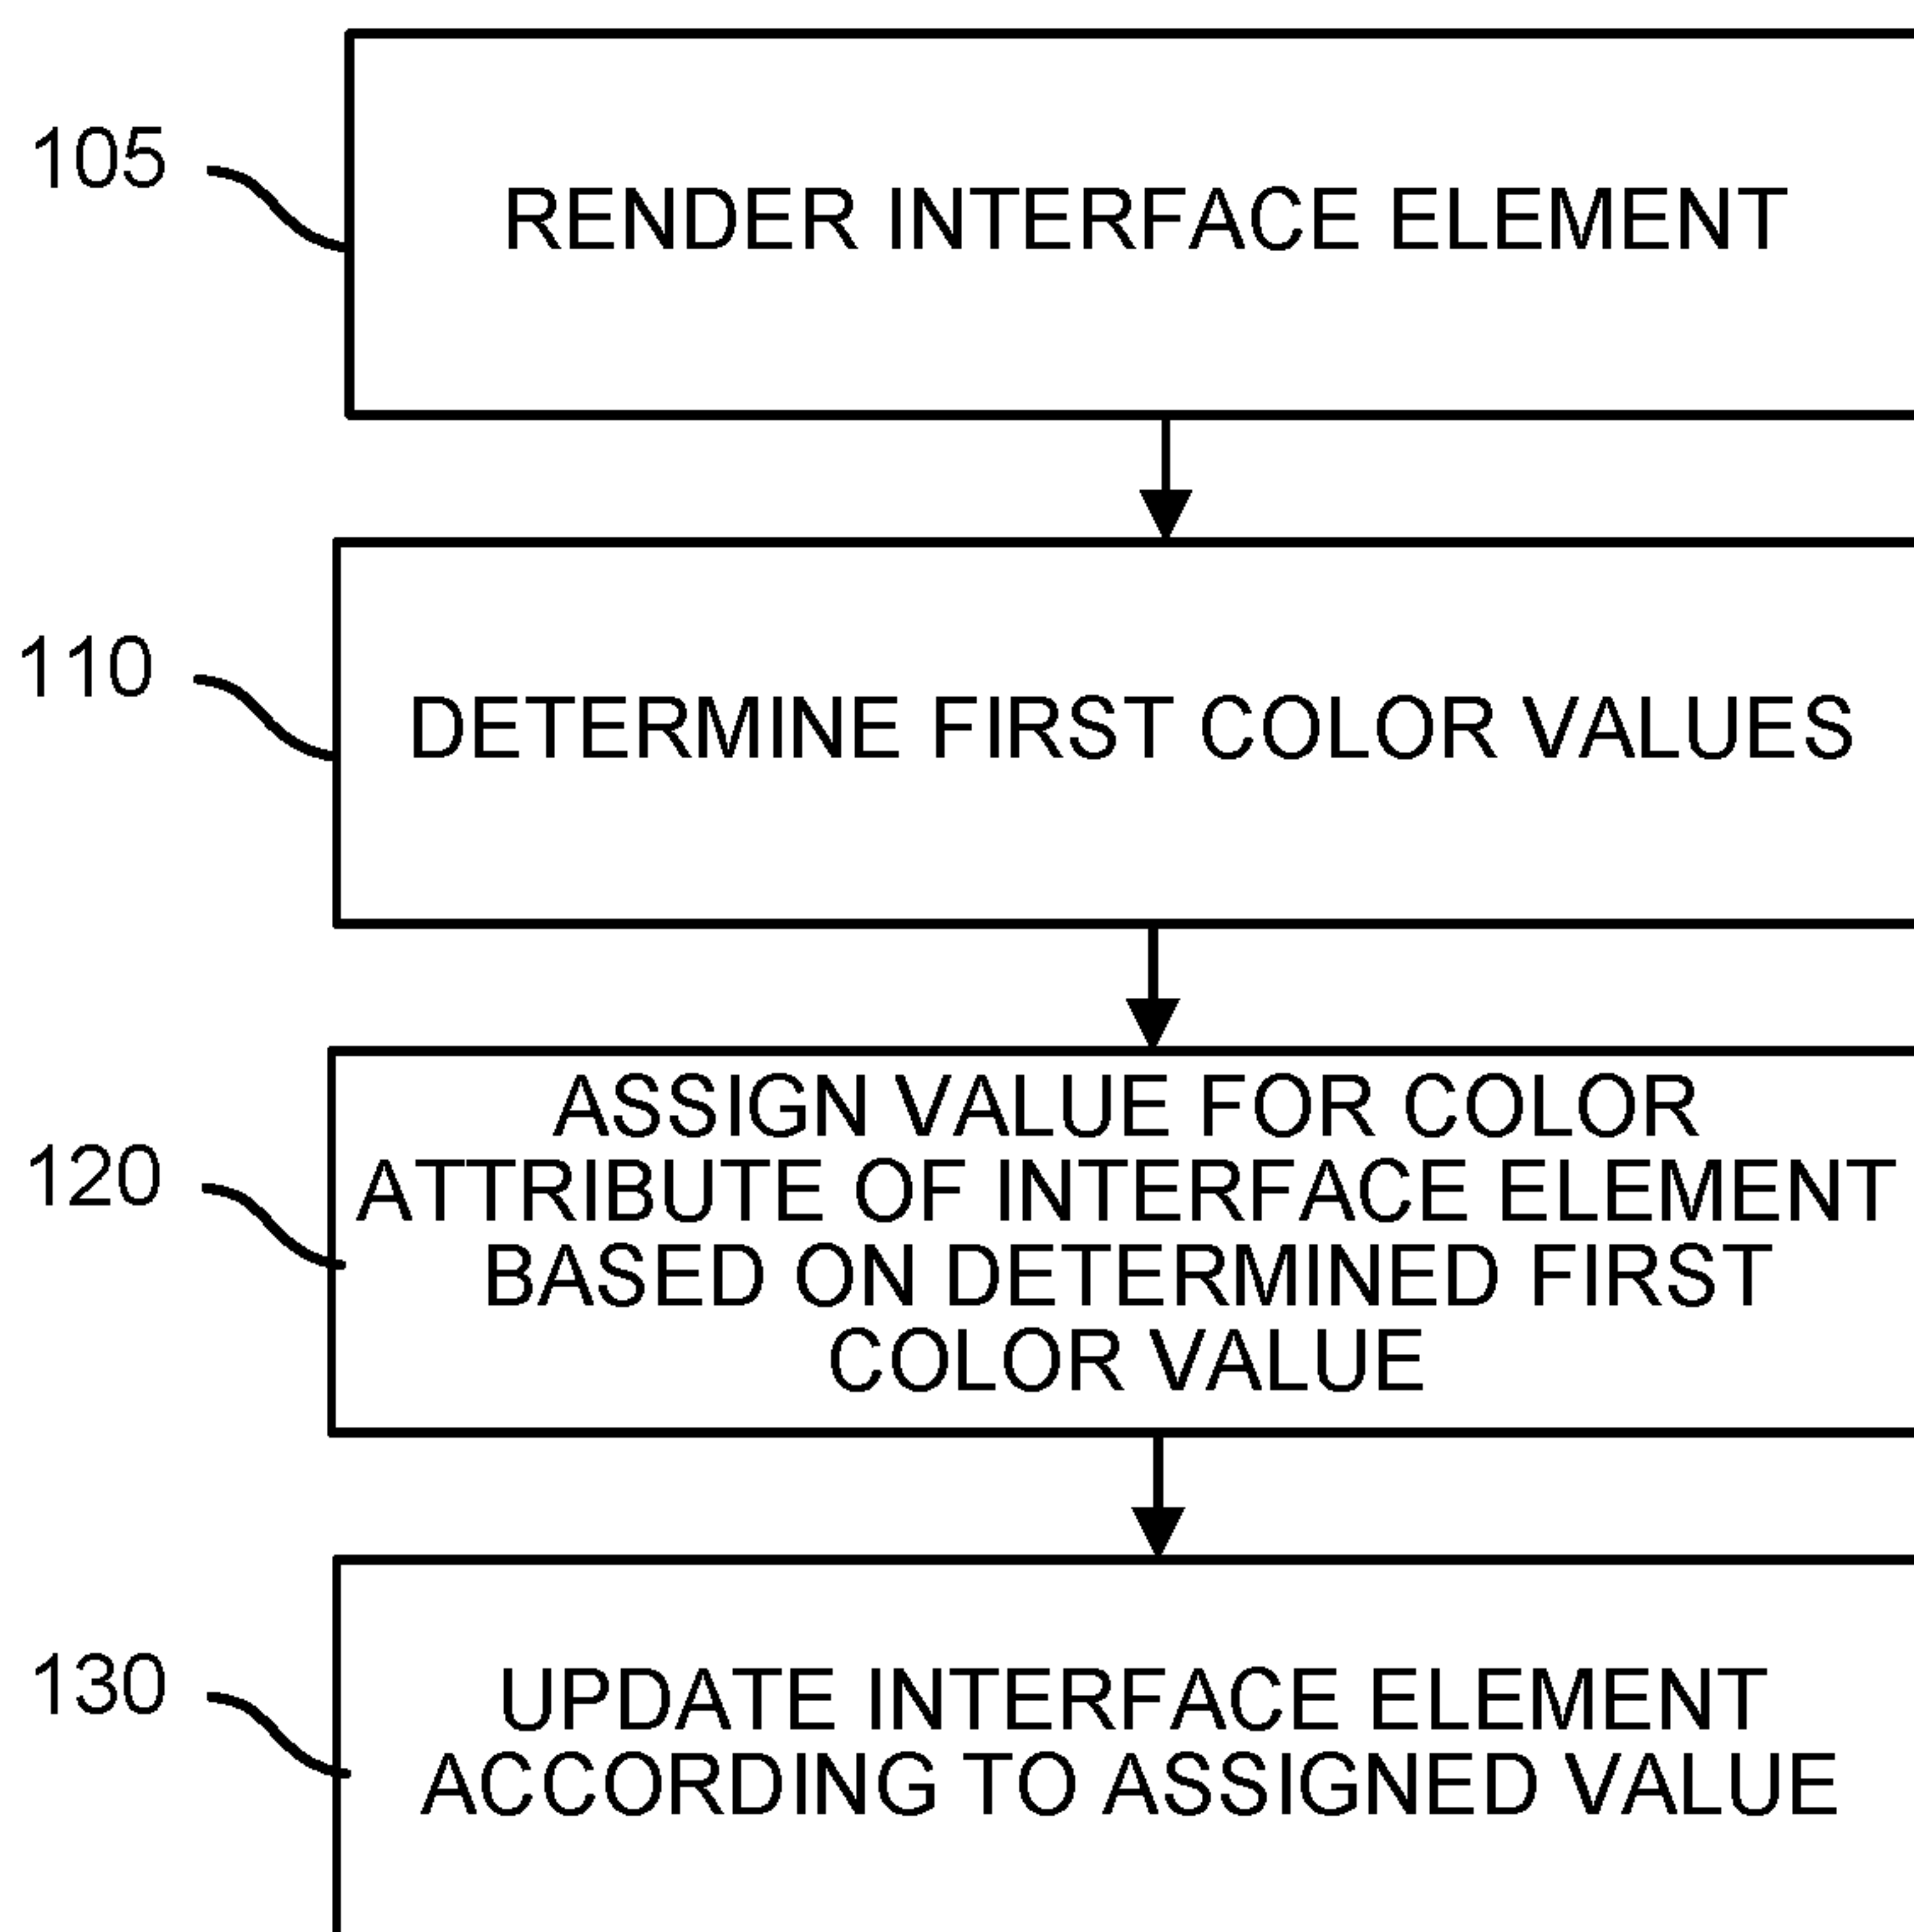 105
RENDER INTERFACE ELEMENT
110
DETERMINE FIRST COLOR VALUES
120
ASSIGN VALUE FOR COLOR
ATTRIBUTE OF INTERFACE ELEMENT
BASED ON DETERMINED FIRST
COLOR VALUE
130
UPDATE INTERFACE ELEMENT
ACCORDING TO ASSIGNED VALUE